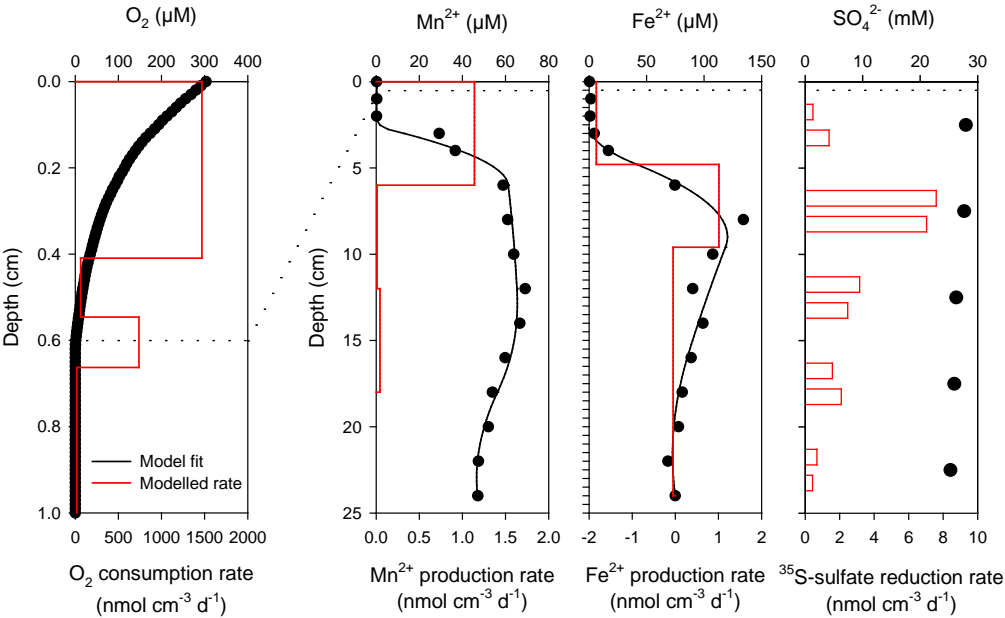 O₂ (μM)
0 100 200 300 400
0.0
0.2
0.4
0.6
0.8
1.0
Depth (cm)
Model fit
Modelled rate
0 500 1000 1500 2000
O₂ consumption rate
(nmol cm⁻³ d⁻¹)
Mn²⁺ (μM)
0 20 40 60 80
0
5
10
15
20
25
Depth (cm)
0.0 0.5 1.0 1.5 2.0
Mn²⁺ production rate
(nmol cm⁻³ d⁻¹)
Fe²⁺ (μM)
0 50 100 150
-2 -1 0 1 2
Fe²⁺ production rate
(nmol cm⁻³ d⁻¹)
SO₄²⁻ (mM)
0 10 20 30
0 2 4 6 8 10
³⁵S-sulfate reduction rate
(nmol cm⁻³ d⁻¹)